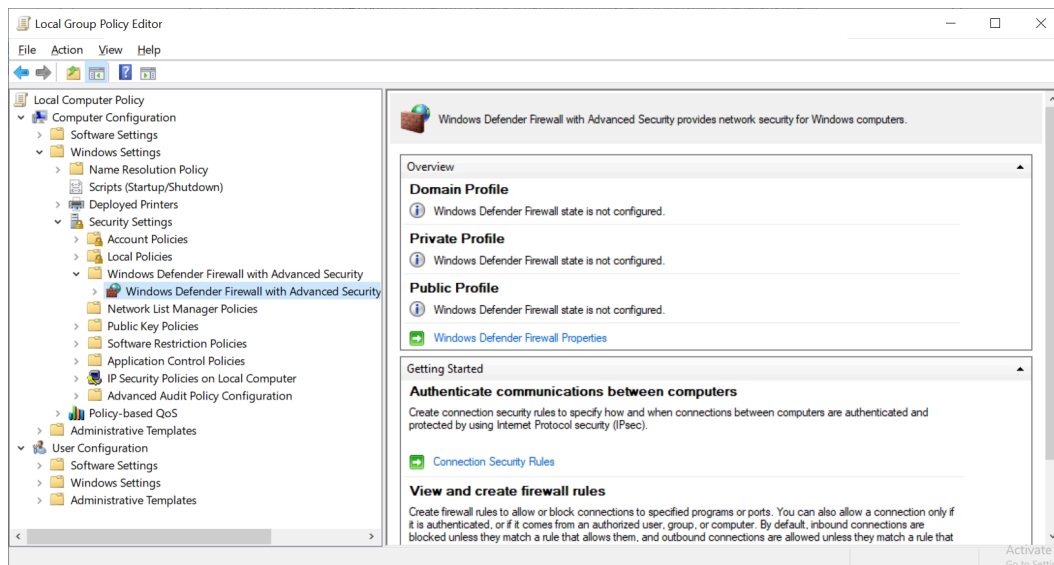 Local Group Policy Editor
File Action View Help
Local Computer Policy
Computer Configuration
Software Settings
Windows Settings
Name Resolution Policy
Scripts (Startup/Shutdown)
Deployed Printers
Security Settings
Account Policies
Local Policies
Windows Defender Firewall with Advanced Security
Windows Defender Firewall with Advanced Security
Network List Manager Policies
Public Key Policies
Software Restriction Policies
Application Control Policies
IP Security Policies on Local Computer
Advanced Audit Policy Configuration
Policy-based QoS
Administrative Templates
User Configuration
Software Settings
Windows Settings
Administrative Templates
Windows Defender Firewall with Advanced Security provides network security for Windows computers.
Overview
Domain Profile
Windows Defender Firewall state is not configured.
Private Profile
Windows Defender Firewall state is not configured.
Public Profile
Windows Defender Firewall state is not configured.
Windows Defender Firewall Properties
Getting Started
Authenticate communications between computers
Create connection security rules to specify how and when connections between computers are authenticated and
protected by using Internet Protocol security (IPsec).
Connection Security Rules
View and create firewall rules
Create firewall rules to allow or block connections to specified programs or ports. You can also allow a connection only if
it is authenticated, or if it comes from an authorized user, group, or computer. By default, inbound connections are
blocked unless they match a rule that allows them, and outbound connections are allowed unless they match a rule that
Activate
Go to Setti